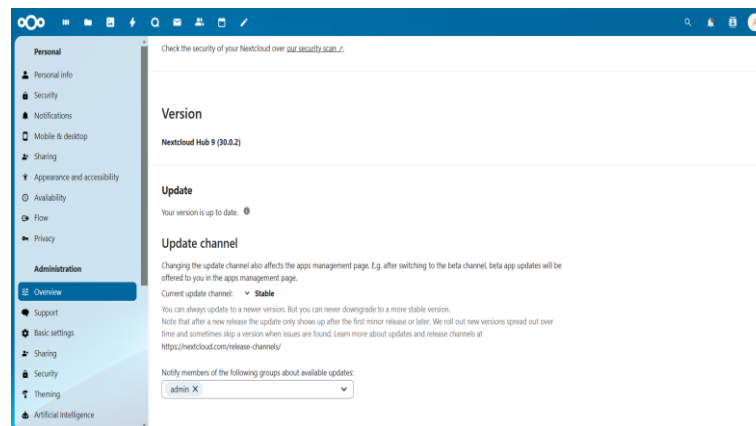 Personal
Personal info
Security
Notifications
Mobile & desktop
Sharing
Appearance and accessibility
Availability
Flow
Privacy
Administration
Overview
Support
Basic settings
Sharing
Security
Theming
Artificial Intelligence
Check the security of your Nextcloud over our security scan ↗.
Version
Nextcloud Hub 9 (30.0.2)
Update
Your version is up to date.
Update channel
Changing the update channel also affects the apps management page. E.g. after switching to the beta channel, beta app updates will be
offered to you in the apps management page.
Current update channel: Stable
You can always update to a newer version. But you can never downgrade to a more stable version.
Note that after a new release the update only shows up after the first minor release or later. We roll out new versions spread out over
time and sometimes skip a version when issues are found. Learn more about updates and release channels at
https://nextcloud.com/release-channels/
Notify members of the following groups about available updates:
admin X